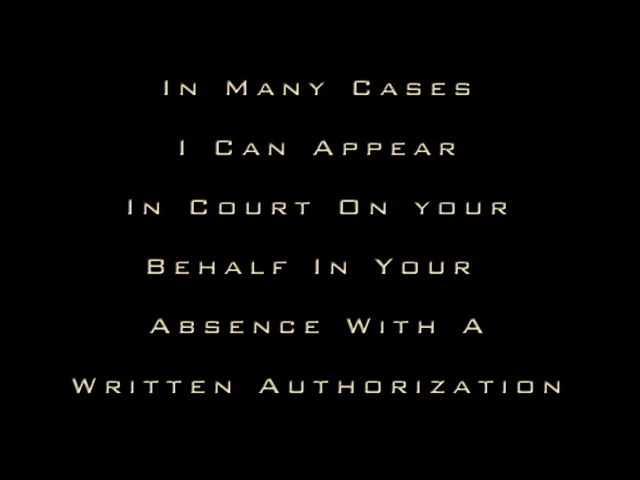 In Many Cases
I Can Appear
In Court On your
Behalf In Your
Absence With A
Written Authorization